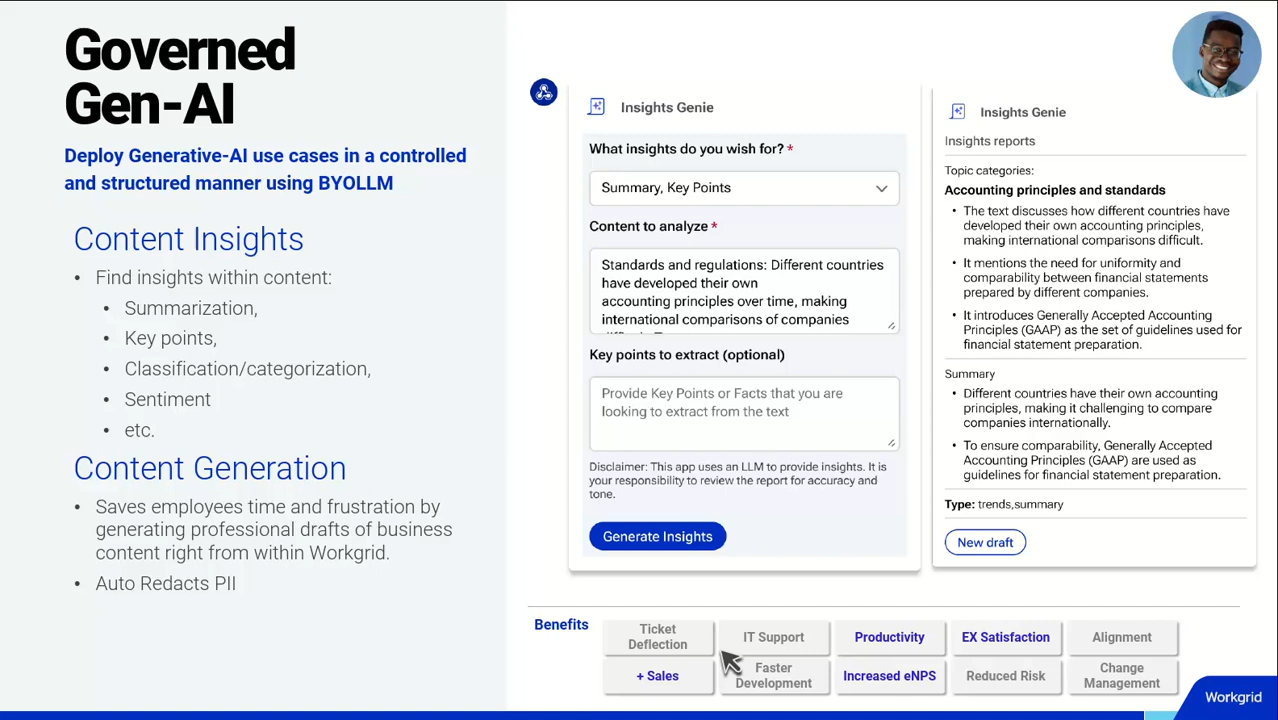 Governed
Gen-AI
Deploy Generative-AI use cases in a controlled
and structured manner using BYOLLM
Content Insights
• Find insights within content:
• Summarization,
• Key points,
• Classification/categorization,
• Sentiment
• etc.
Content Generation
• Saves employees time and frustration by
generating professional drafts of business
content right from within Workgrid.
• Auto Redacts PII
Insights Genie
What insights do you wish for? *
Summary, Key Points
Content to analyze *
Standards and regulations: Different countries
have developed their own
accounting principles over time, making
international comparisons of companies
Key points to extract (optional)
Provide Key Points or Facts that you are
looking to extract from the text
Disclaimer: This app uses an LLM to provide insights. It is
your responsibility to review the report for accuracy and
tone.
Generate Insights
Insights Genie
Insights reports
Topic categories:
Accounting principles and standards
• The text discusses how different countries have
developed their own accounting principles,
making international comparisons difficult.
• It mentions the need for uniformity and
comparability between financial statements
prepared by different companies.
• It introduces Generally Accepted Accounting
Principles (GAAP) as the set of guidelines used for
financial statement preparation.
Summary
• Different countries have their own accounting
principles, making it challenging to compare
companies internationally.
• To ensure comparability, Generally Accepted
Accounting Principles (GAAP) are used as
guidelines for financial statement preparation.
Type: trends,summary
New draft
Benefits
Ticket
Deflection
IT Support
Productivity
EX Satisfaction
Alignment
+ Sales
Faster
Development
Increased eNPS
Reduced Risk
Change
Management
Workgrid